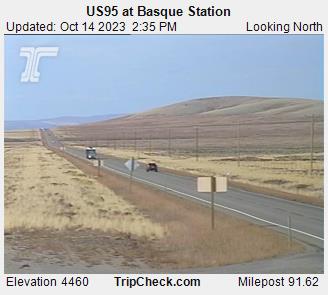 US95 at Basque Station
Updated: Oct 14 2023 2:35 PM Looking North
Elevation 4460 TripCheck.com Milepost 91.62